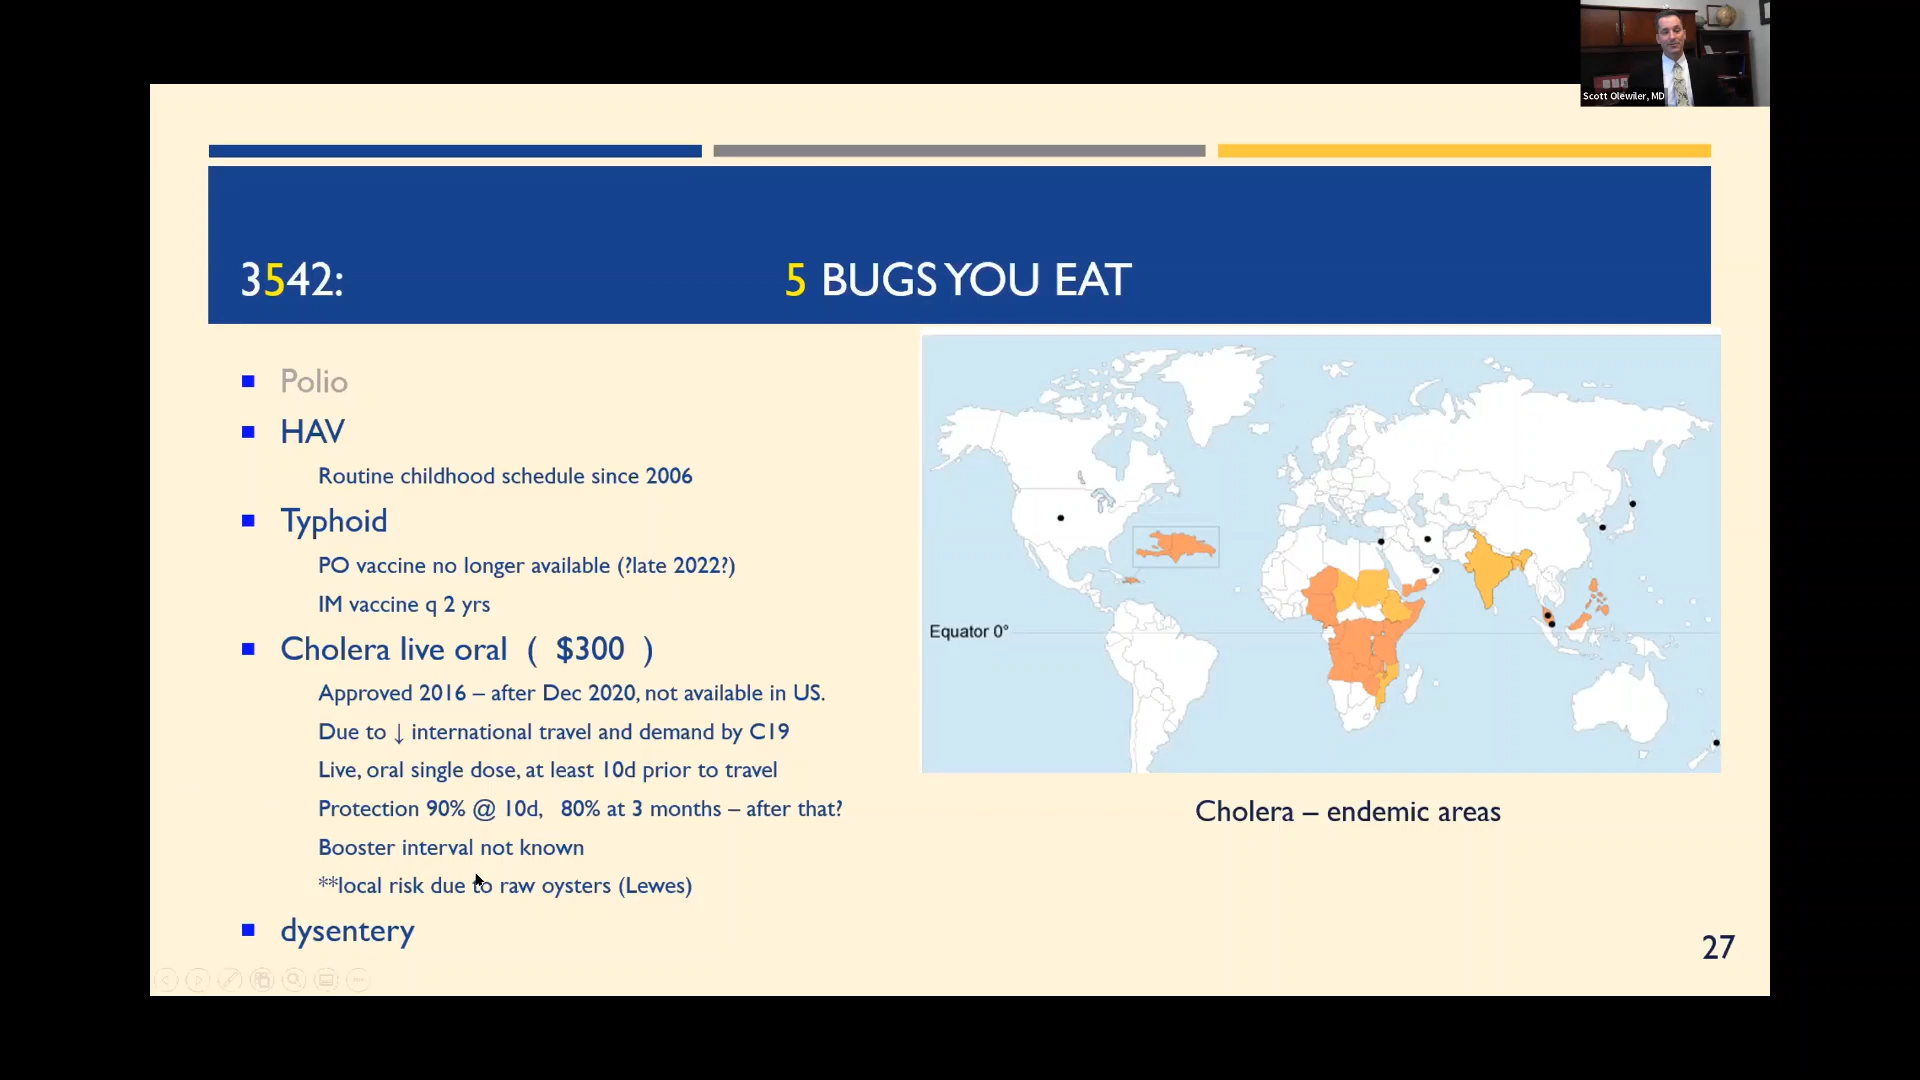 Scott Olewiler, MD
3542: 5 BUGS YOU EAT
Polio
HAV
Routine childhood schedule since 2006
Typhoid
PO vaccine no longer available (?late 2022?)
IM vaccine q 2 yrs
Cholera live oral ( $300 )
Approved 2016 – after Dec 2020, not available in US.
Due to ↓ international travel and demand by C19
Live, oral single dose, at least 10d prior to travel
Protection 90% @ 10d, 80% at 3 months – after that?
Booster interval not known
**local risk due to raw oysters (Lewes)
dysentery
Equator 0°
Cholera – endemic areas
27